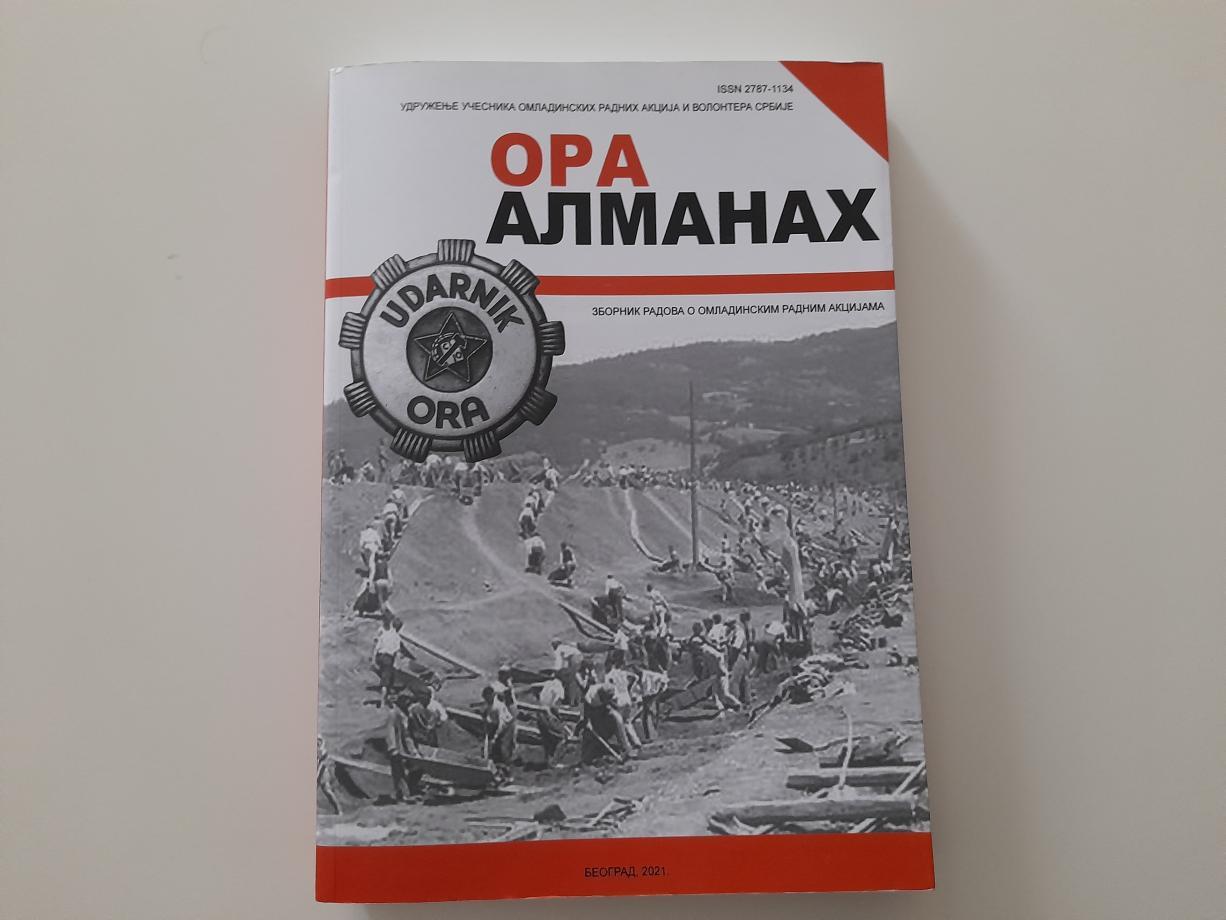 ISSN 2787-1134
УДРУЖЕЊЕ УЧЕСНИКА ОМЛАДИНСКИХ РАДНИХ АКЦИЈА И ВОЛОНТЕРА СРБИЈЕ
ОРА
АЛМАНАХ
UDARNIK
ORA
ЗБОРНИК РАДОВА О ОМЛАДИНСКИМ РАДНИМ АКЦИЈАМА
БЕОГРАД, 2021.